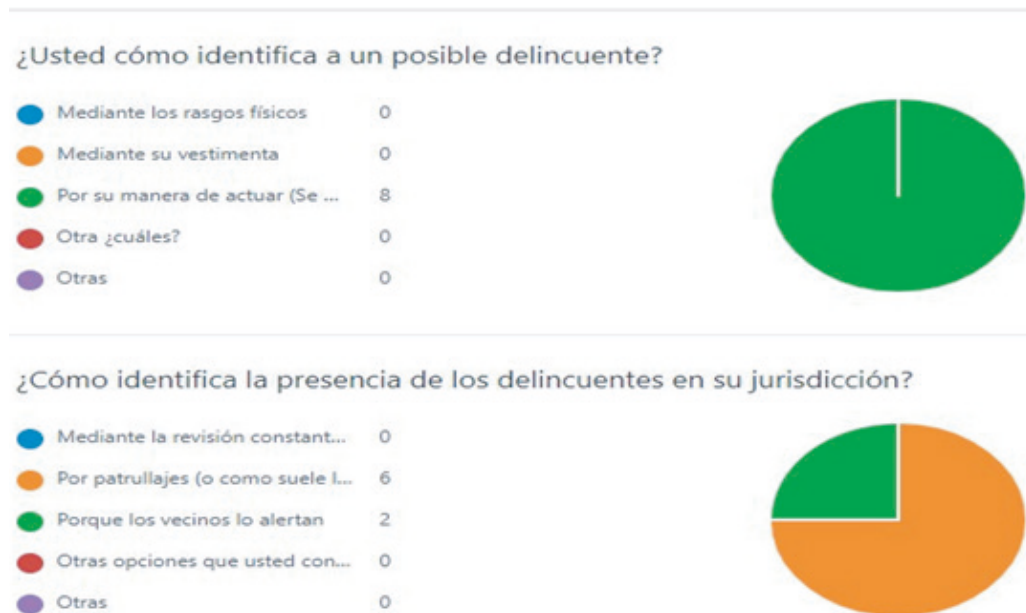 ¿Usted cómo identifica a un posible delincuente?
Mediante los rasgos físicos 0
Mediante su vestimenta 0
Por su manera de actuar (Se ... 8
Otra ¿cuáles? 0
Otras 0
¿Cómo identifica la presencia de los delincuentes en su jurisdicción?
Mediante la revisión constant... 0
Por patrullajes (o como suele l... 6
Porque los vecinos lo alertan 2
Otras opciones que usted con... 0
Otras 0